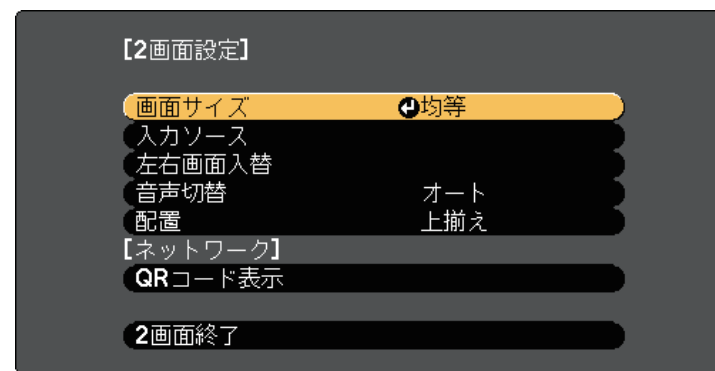 [2画面設定]
画面サイズ 均等
入力ソース
左右画面入替
音声切替 オート
配置 上揃え
[ネットワーク]
QRコード表示
2画面終了